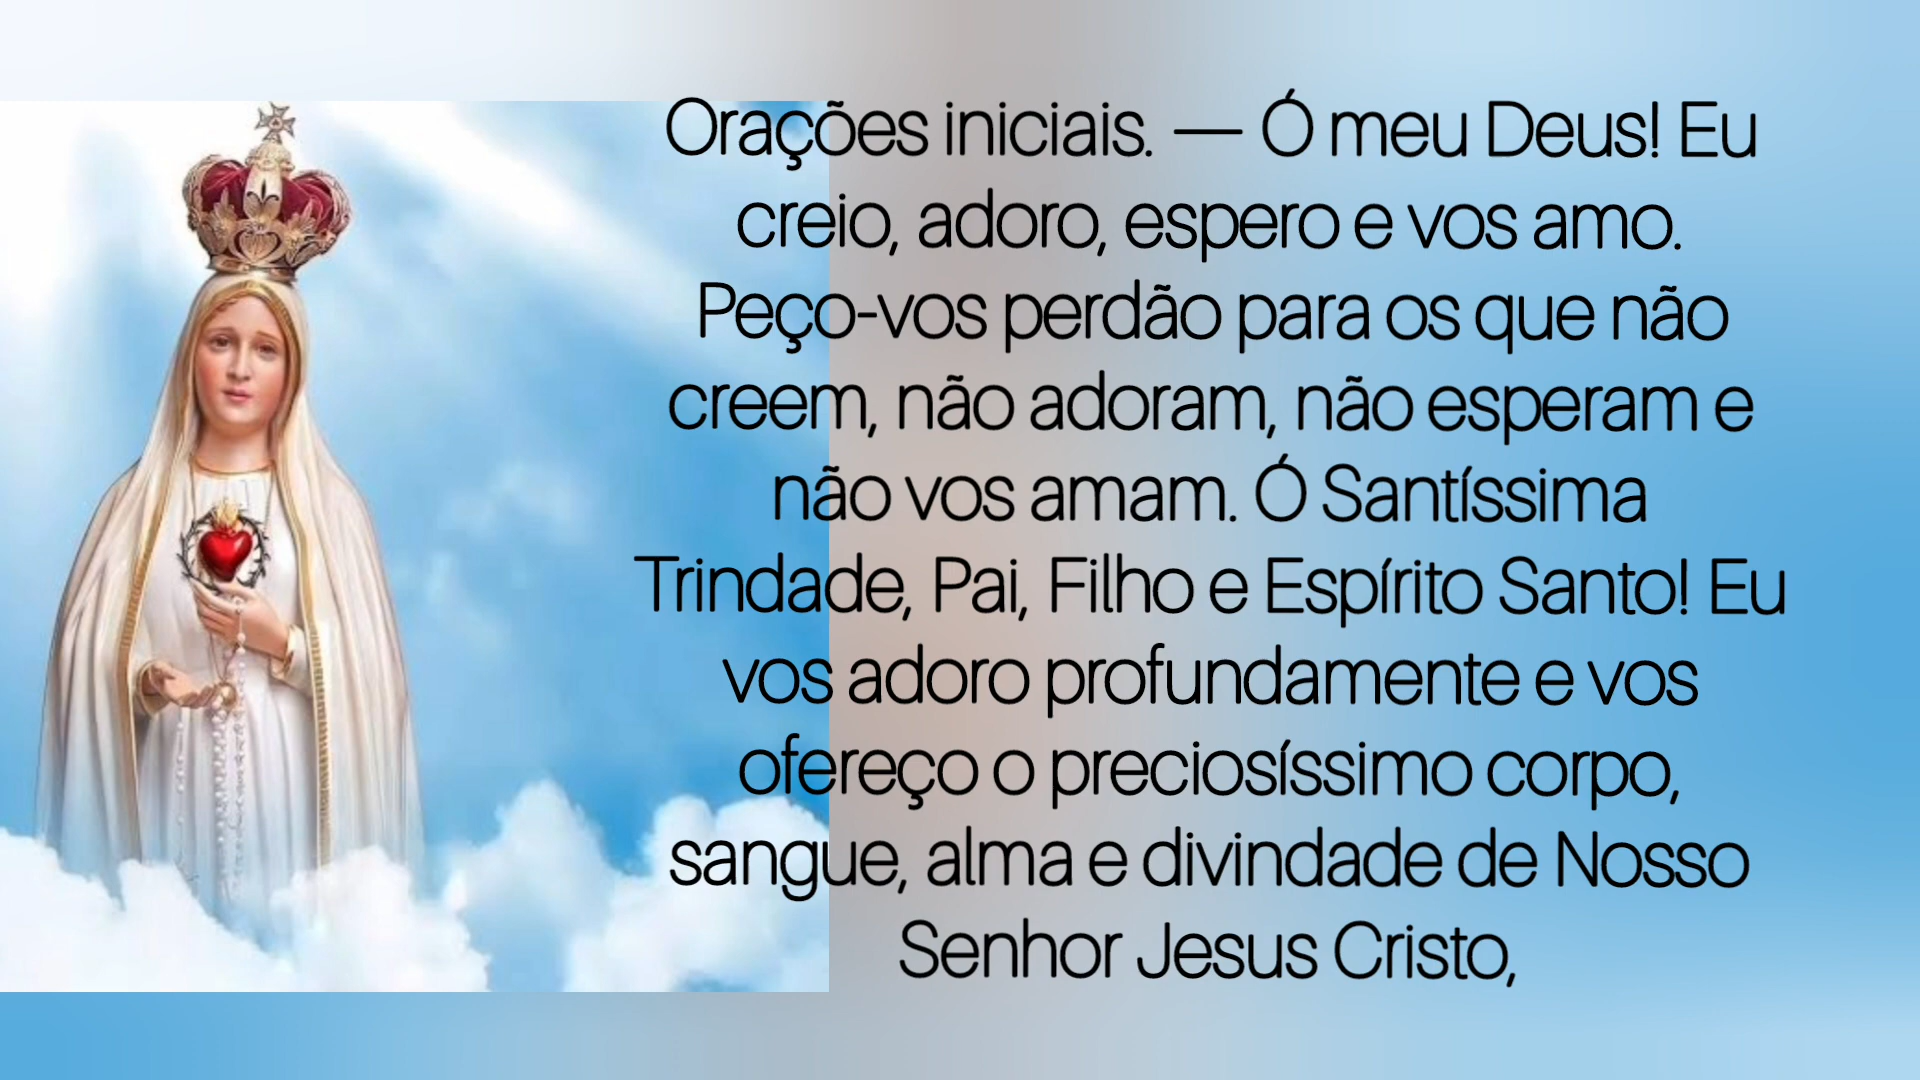 Orações iniciais. — Ó meu Deus! Eu
creio, adoro, espero e vos amo.
Peço-vos perdão para os que não
creem, não adoram, não esperam e
não vos amam. Ó Santíssima
Trindade, Pai, Filho e Espírito Santo! Eu
vos adoro profundamente e vos
ofereço o preciosíssimo corpo,
sangue, alma e divindade de Nosso
Senhor Jesus Cristo,